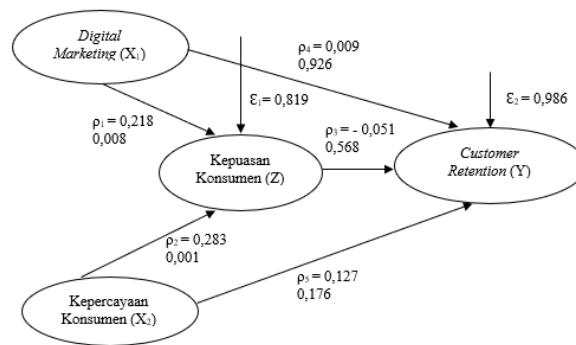 Digital
Marketing (X₁)
ρ₄ = 0,009
0,926
Ɛ₁= 0,819
Ɛ₂= 0,986
ρ₁ = 0,218
0,008
ρ₃ = - 0,051
0,568
Kepuasan
Konsumen (Z)
Customer
Retention (Y)
ρ₂ = 0,283
0,001
ρ₅ = 0,127
0,176
Kepercayaan
Konsumen (X₂)